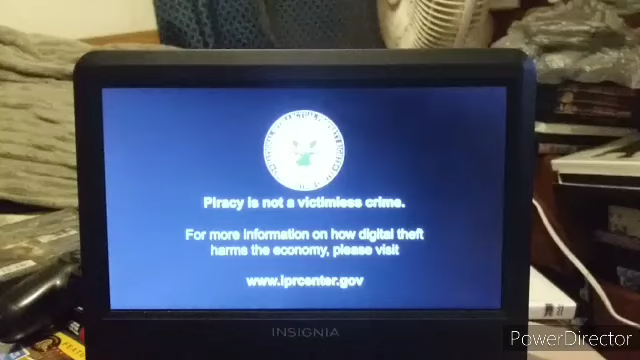 Piracy is not a victimless crime.
For more information on how digital theft
harms the economy, please visit
www.iprcenter.gov
INSIGNIA
PowerDirector